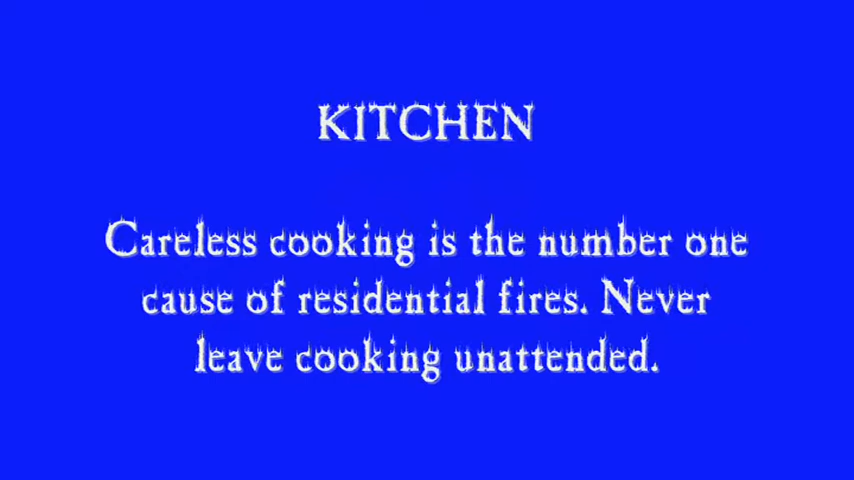 KITCHEN
Careless cooking is the number one
cause of residential fires. Never
leave cooking unattended.